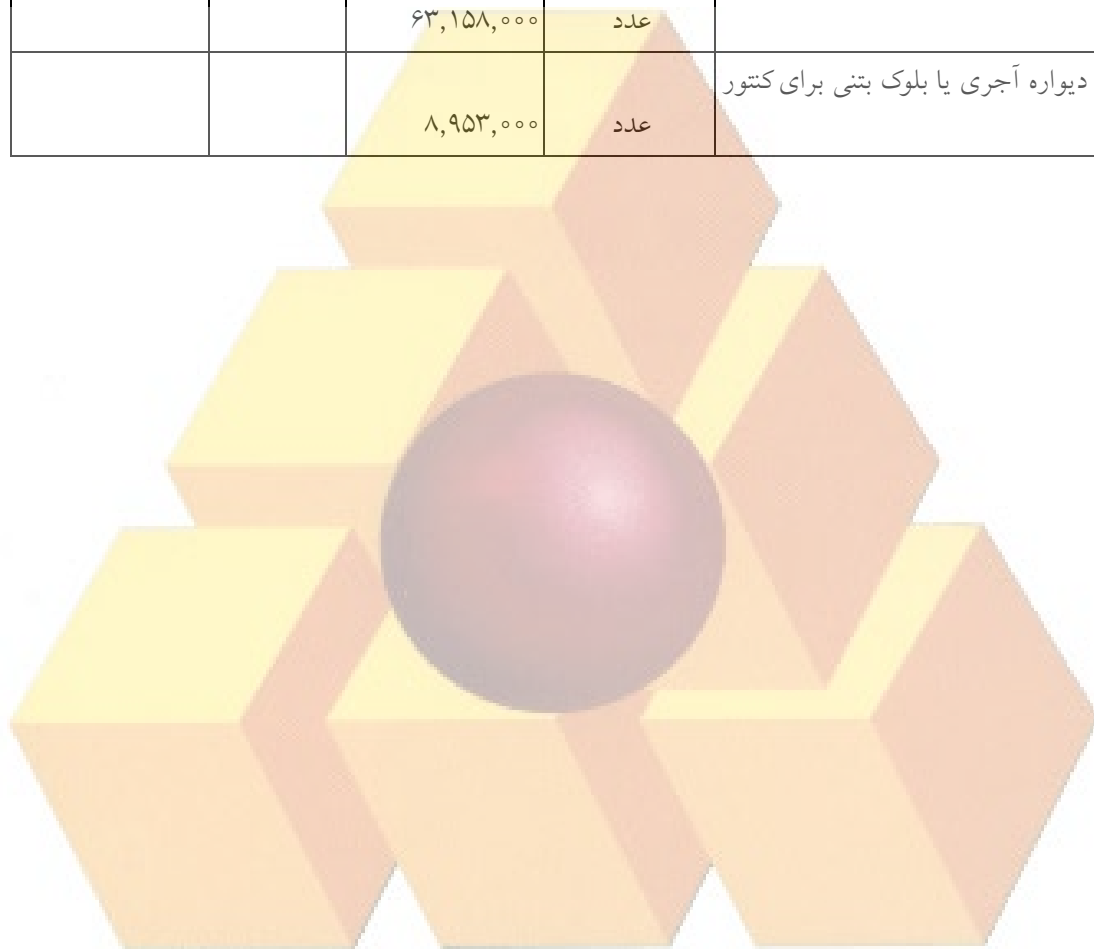 عدد ۶۳,۱۵۸,۰۰۰
دیواره آجری یا بلوک بتنی برای کنتور
عدد ۸,۹۵۳,۰۰۰